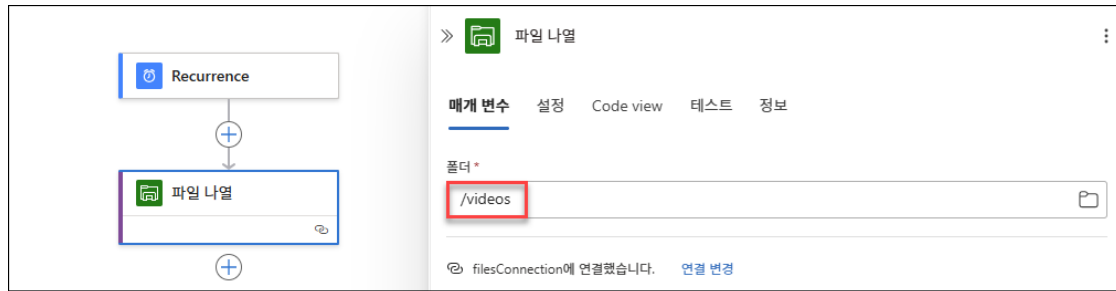 Recurrence
파일 나열
파일 나열
매개 변수 설정 Code view 테스트 정보
폴더 *
/videos
filesConnection에 연결했습니다. 연결 변경